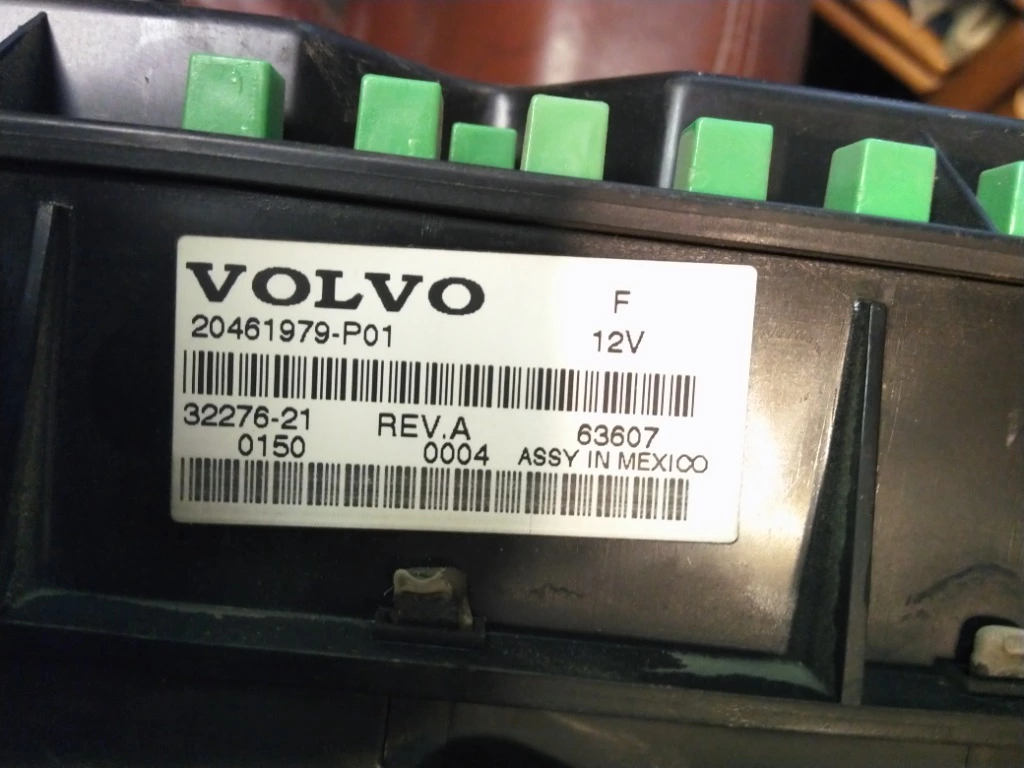 VOLVO F
20461979-P01 12V
32276-21 REV.A 63607
0150 0004 ASSY IN MEXICO